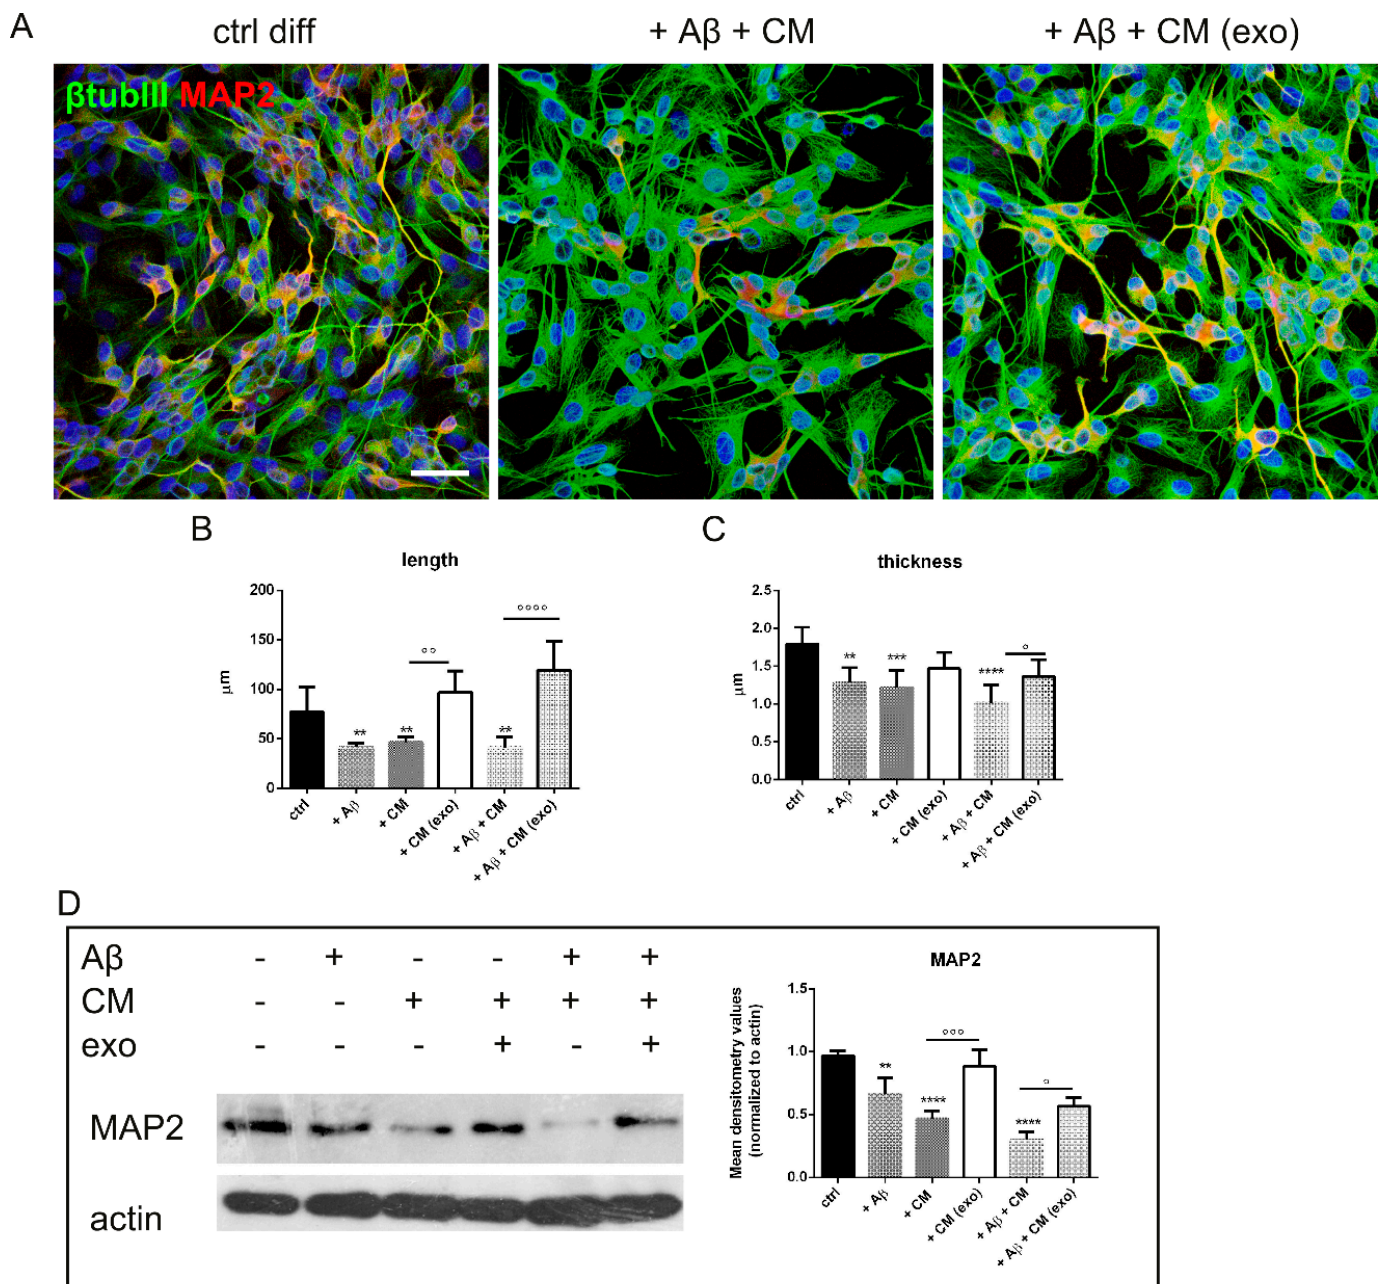 A
ctrl diff
+ Aβ + CM
+ Aβ + CM (exo)
βtubIII MAP2
B
length
200
150
100
50
0
μm
** ** °° ** °°°°
ctrl
+ Aβ
+ CM
+ CM (exo)
+ Aβ + CM
+ Aβ + CM (exo)
C
thickness
2.5
2.0
1.5
1.0
0.5
0.0
μm
** *** **** °
ctrl
+ Aβ
+ CM
+ CM (exo)
+ Aβ + CM
+ Aβ + CM (exo)
D
Aβ - + - - + +
CM - - + + + +
exo - - - + - +
MAP2
actin
MAP2
Mean densitometry values
(normalized to actin)
1.5
1.0
0.5
0.0
** **** °°° **** °
ctrl
+ Aβ
+ CM
+ CM (exo)
+ Aβ + CM
+ Aβ + CM (exo)